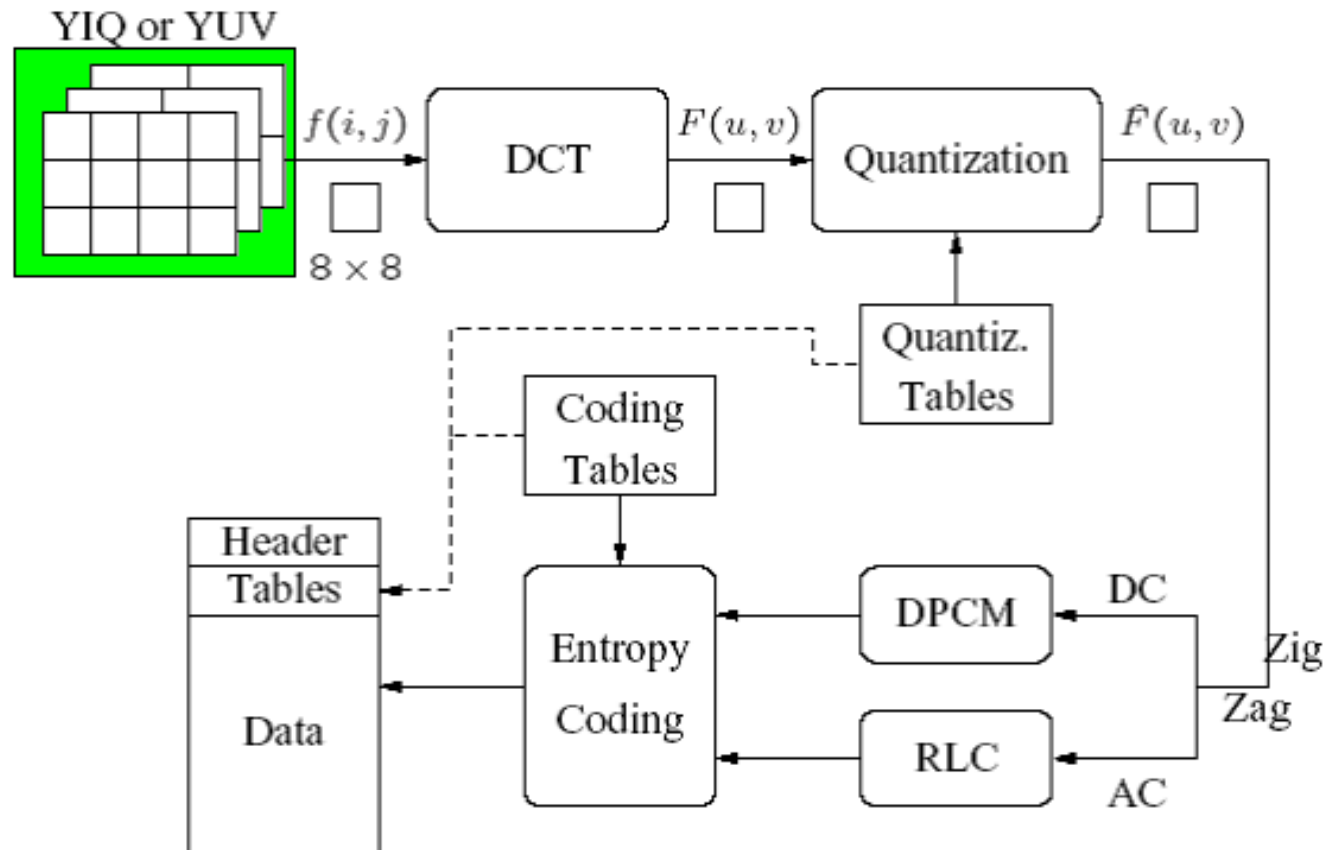 YIQ or YUV
f(i, j)
8 × 8
DCT
F(u, v)
Quantization
F̂(u, v)
Quantiz.
Tables
Coding
Tables
Header
Tables
Data
Entropy
Coding
DPCM
RLC
DC
AC
Zig
Zag